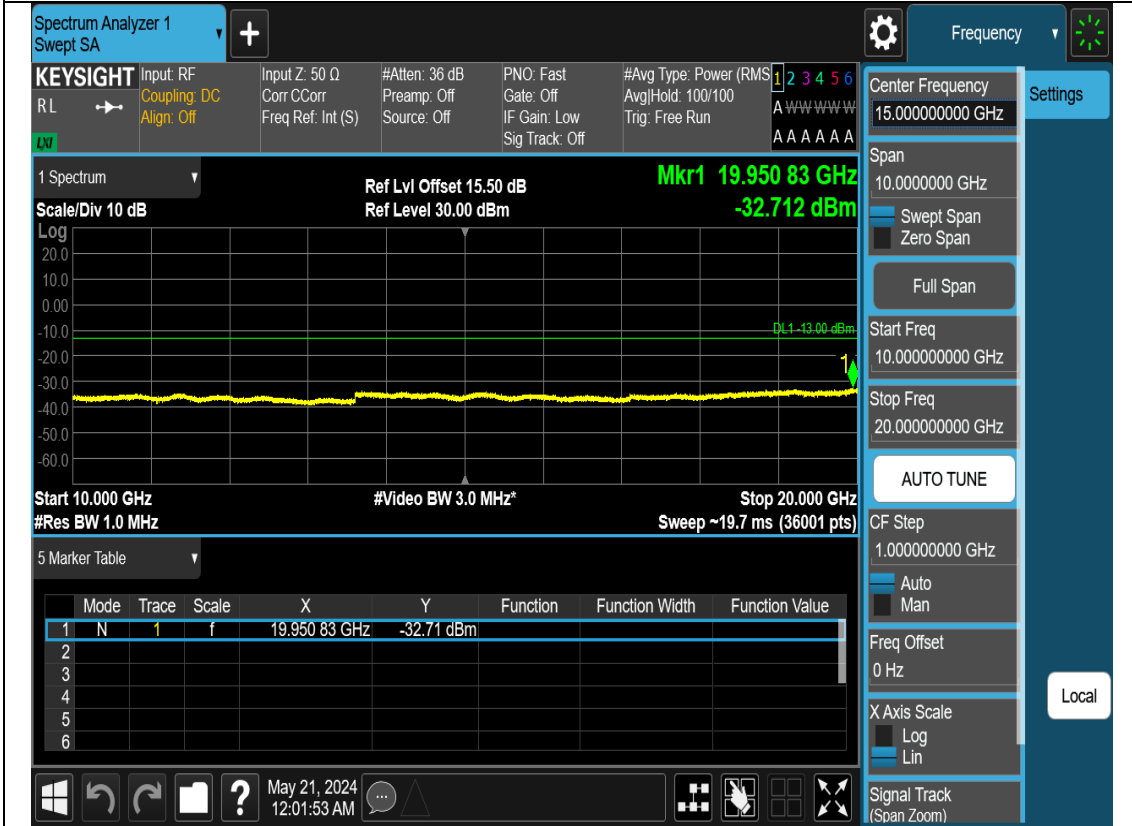 Spectrum Analyzer 1
Swept SA
+
Frequency
KEYSIGHT
RL
LXI
Input: RF
Coupling: DC
Align: Off
Input Z: 50 Ω
Corr CCorr
Freq Ref: Int (S)
#Atten: 36 dB
Preamp: Off
Source: Off
PNO: Fast
Gate: Off
IF Gain: Low
Sig Track: Off
#Avg Type: Power (RMS
Avg|Hold: 100/100
Trig: Free Run
1 2 3 4 5 6
A W W W W W
A A A A A A
1 Spectrum
Scale/Div 10 dB
Ref Lvl Offset 15.50 dB
Ref Level 30.00 dBm
Mkr1 19.950 83 GHz
-32.712 dBm
Log
20.0
10.0
0.00
-10.0
-20.0
-30.0
-40.0
-50.0
-60.0
DL1 -13.00 dBm
1
Start 10.000 GHz
#Video BW 3.0 MHz*
Stop 20.000 GHz
#Res BW 1.0 MHz
Sweep ~19.7 ms (36001 pts)
5 Marker Table
Mode Trace Scale X Y Function Function Width Function Value
1 N 1 f 19.950 83 GHz -32.71 dBm
2
3
4
5
6
?
May 21, 2024
12:01:53 AM
Center Frequency
15.000000000 GHz
Span
10.0000000 GHz
Swept Span
Zero Span
Full Span
Start Freq
10.000000000 GHz
Stop Freq
20.000000000 GHz
AUTO TUNE
CF Step
1.000000000 GHz
Auto
Man
Freq Offset
0 Hz
X Axis Scale
Log
Lin
Signal Track
(Span Zoom)
Settings
Local